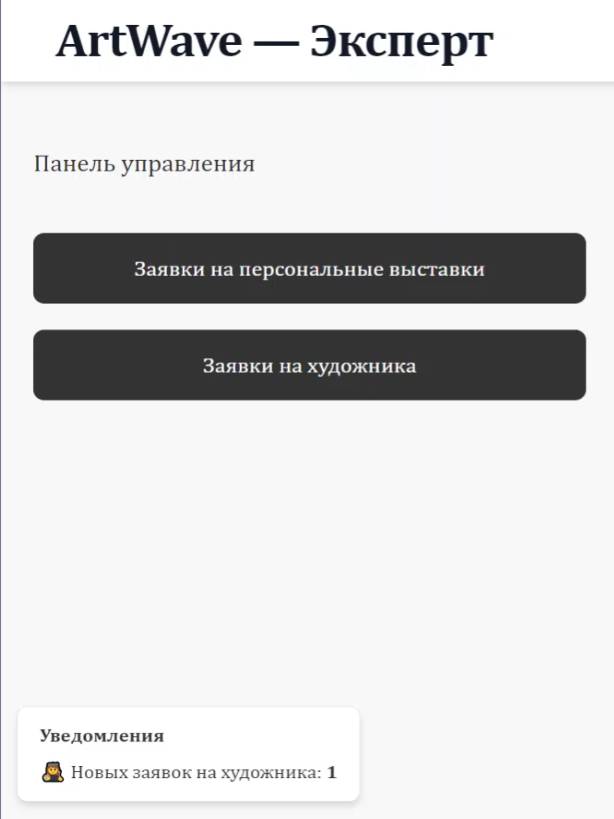 ArtWave — Эксперт
Панель управления
Заявки на персональные выставки
Заявки на художника
Уведомления
Новых заявок на художника: 1